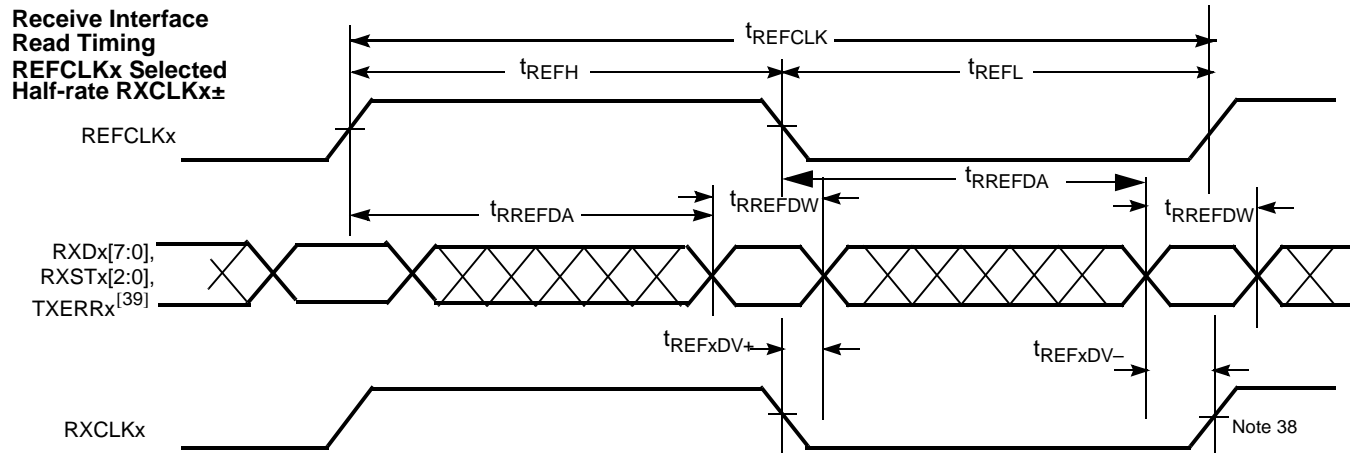 Receive Interface
Read Timing
REFCLKx Selected
Half-rate RXCLKx±
tREFCLK
tREFH
tREFL
REFCLKx
tRREFDA
tRREFDW
tRREFDA
tRREFDW
RXDx[7:0],
RXSTx[2:0],
TXERRx[39]
tREFxDV+
tREFxDV–
RXCLKx
Note 38